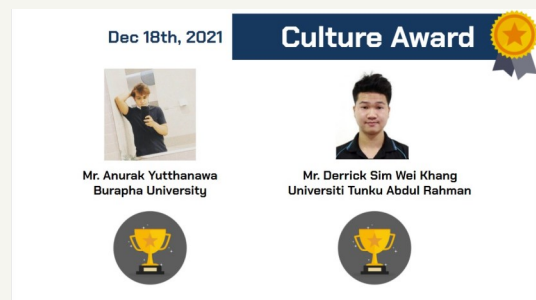 Dec 18th, 2021
Culture Award
Mr. Anurak Yutthanawa
Burapha University
Mr. Derrick Sim Wei Khang
Universiti Tunku Abdul Rahman